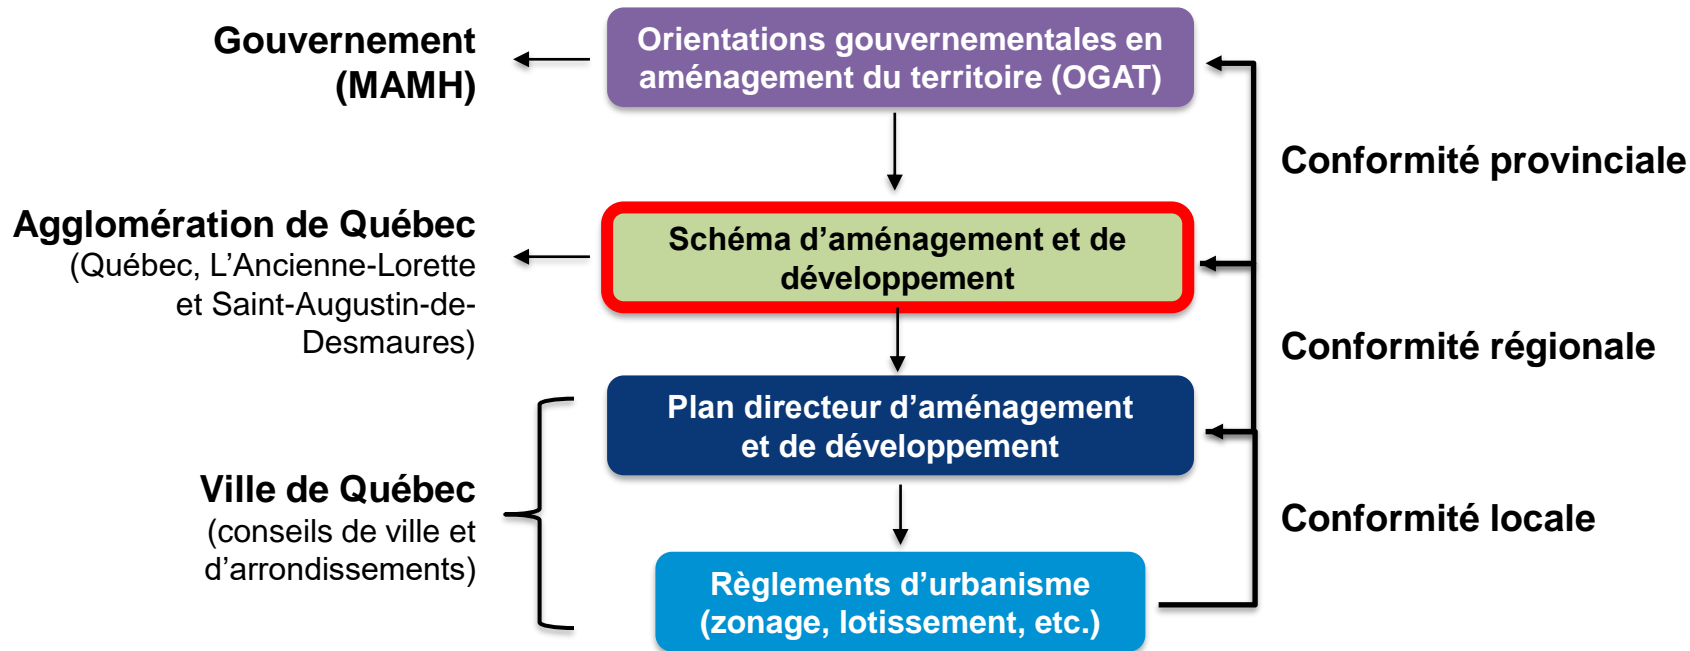 Gouvernement
(MAMH)
Orientations gouvernementales en
aménagement du territoire (OGAT)
Conformité provinciale
Agglomération de Québec
(Québec, L'Ancienne-Lorette
et Saint-Augustin-de-
Desmaures)
Schéma d’aménagement et de
développement
Conformité régionale
Plan directeur d’aménagement
et de développement
Ville de Québec
(conseils de ville et
d'arrondissements)
Conformité locale
Règlements d’urbanisme
(zonage, lotissement, etc.)